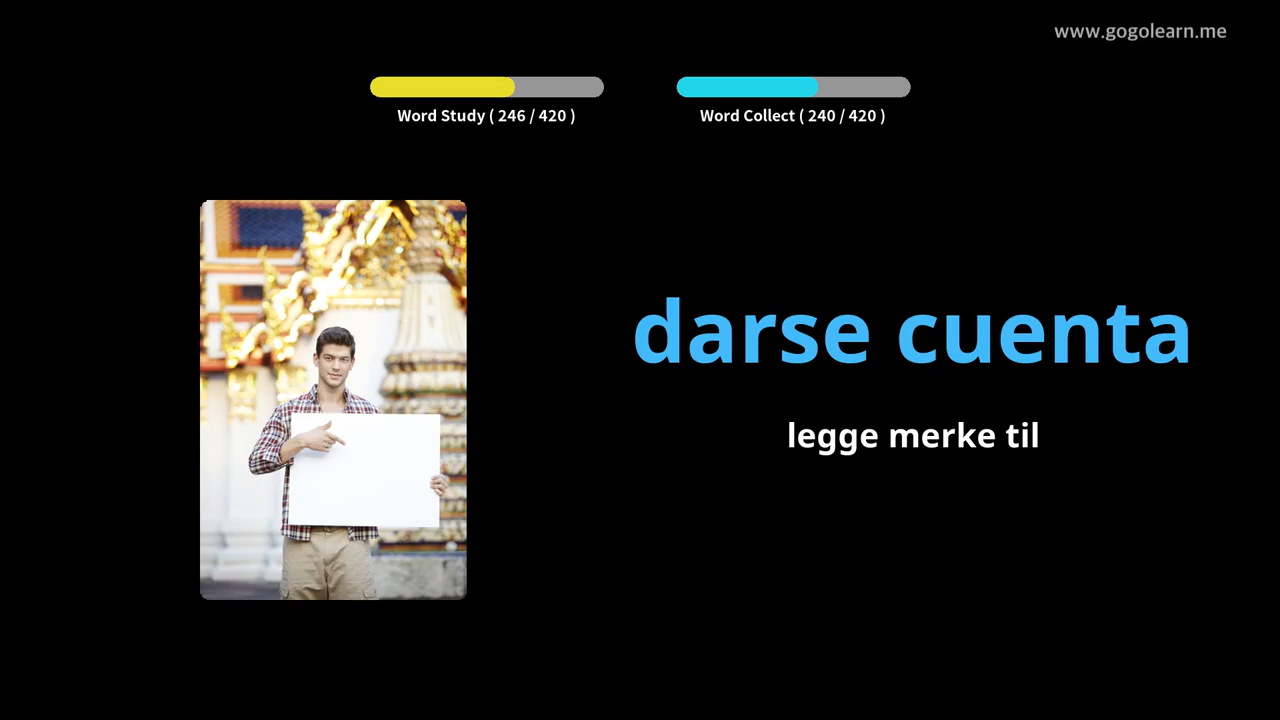 www.gogolearn.me
Word Study ( 246 / 420 )
Word Collect ( 240 / 420 )
darse cuenta
legge merke til